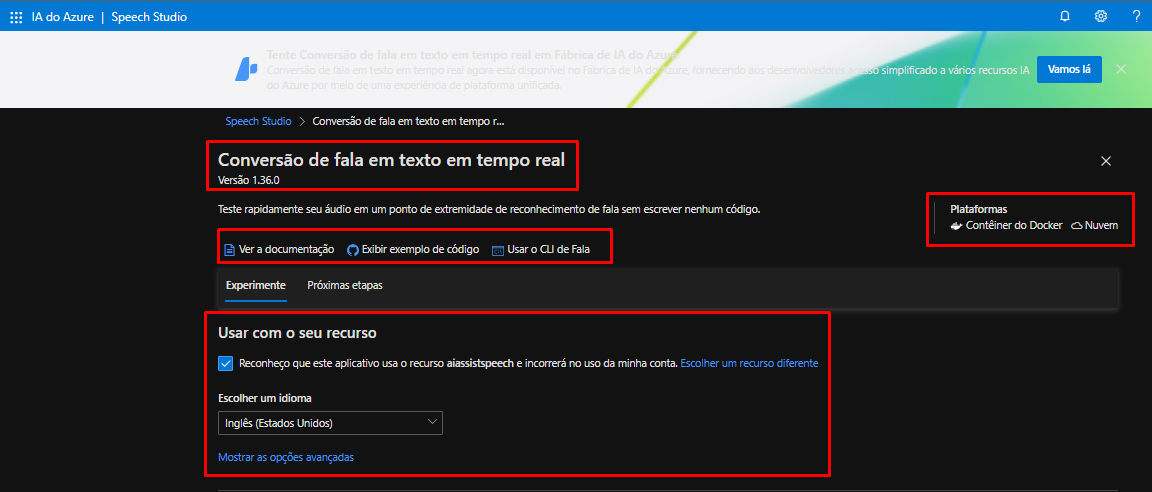 IA do Azure | Speech Studio
Tente Conversão de fala em texto em tempo real em Fábrica de IA do Azure
Conversão de fala em texto em tempo real agora está disponível no Fábrica de IA do Azure, fornecendo aos desenvolvedores acesso simplificado a vários recursos IA
do Azure por meio de uma experiência de plataforma unificada.
Vamos lá
Speech Studio > Conversão de fala em texto em tempo r...
Conversão de fala em texto em tempo real
Versão 1.36.0
Teste rapidamente seu áudio em um ponto de extremidade de reconhecimento de fala sem escrever nenhum código.
Plataformas
Contêiner do Docker Nuvem
Ver a documentação Exibir exemplo de código Usar o CLI de Fala
Experimente Próximas etapas
Usar com o seu recurso
Reconheço que este aplicativo usa o recurso aiassistspeech e incorrerá no uso da minha conta. Escolher um recurso diferente
Escolher um idioma
Inglês (Estados Unidos)
Mostrar as opções avançadas